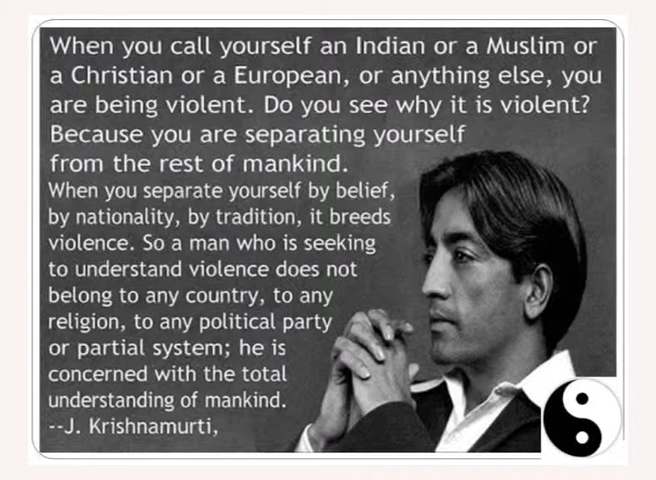 When you call yourself an Indian or a Muslim or
a Christian or a European, or anything else, you
are being violent. Do you see why it is violent?
Because you are separating yourself
from the rest of mankind.
When you separate yourself by belief,
by nationality, by tradition, it breeds
violence. So a man who is seeking
to understand violence does not
belong to any country, to any
religion, to any political party
or partial system; he is
concerned with the total
understanding of mankind.
--J. Krishnamurti,